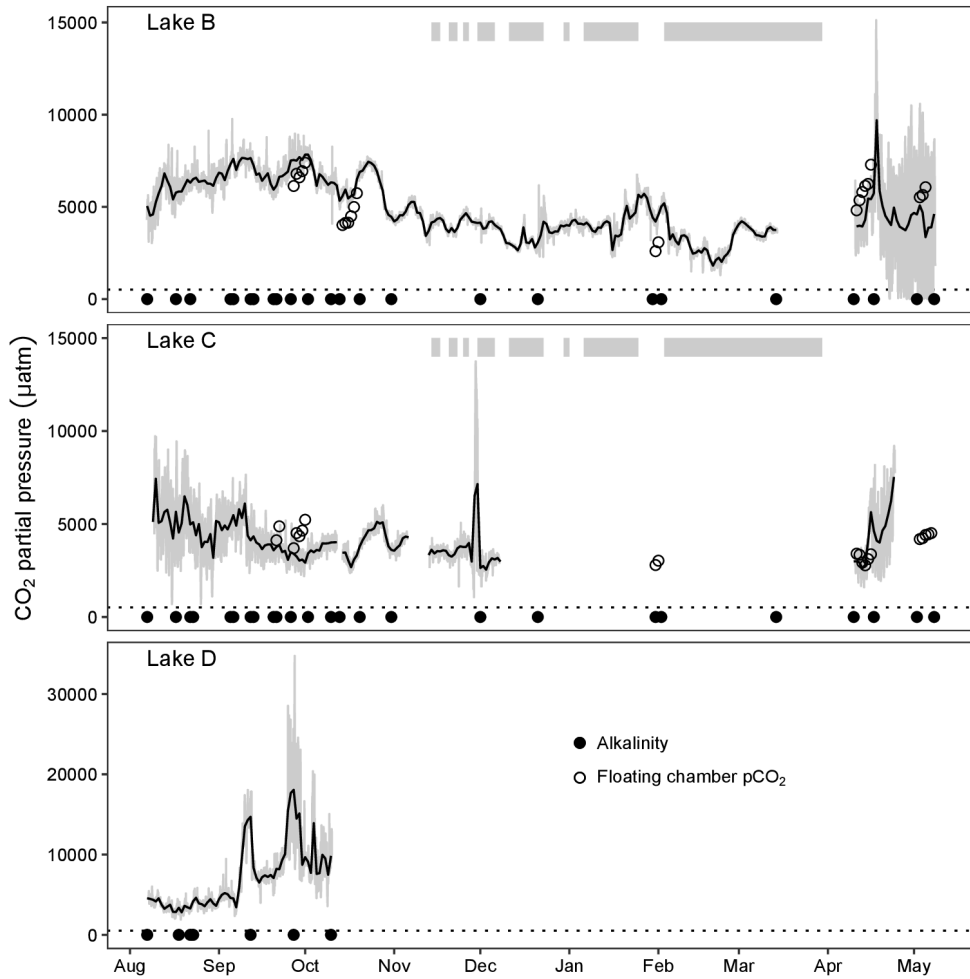 Lake B
15000
10000
5000
0
Lake C
15000
10000
5000
0
CO₂ partial pressure (µatm)
Lake D
30000
20000
10000
0
Alkalinity
Floating chamber pCO₂
Aug Sep Oct Nov Dec Jan Feb Mar Apr May